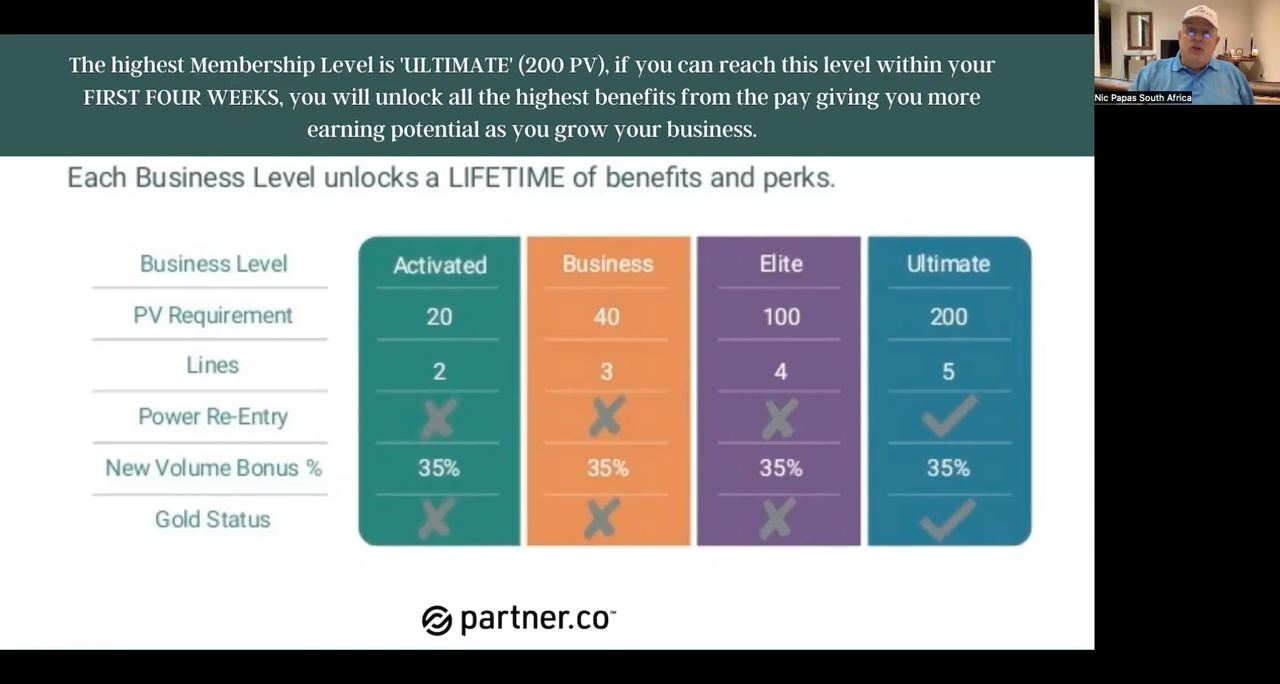 The highest Membership Level is 'ULTIMATE' (200 PV), if you can reach this level within your
FIRST FOUR WEEKS, you will unlock all the highest benefits from the pay giving you more
earning potential as you grow your business.
Nic Papas South Africa
Each Business Level unlocks a LIFETIME of benefits and perks.
Business Level Activated Business Elite Ultimate
PV Requirement 20 40 100 200
Lines 2 3 4 5
Power Re-Entry
New Volume Bonus % 35% 35% 35% 35%
Gold Status
partner.co™